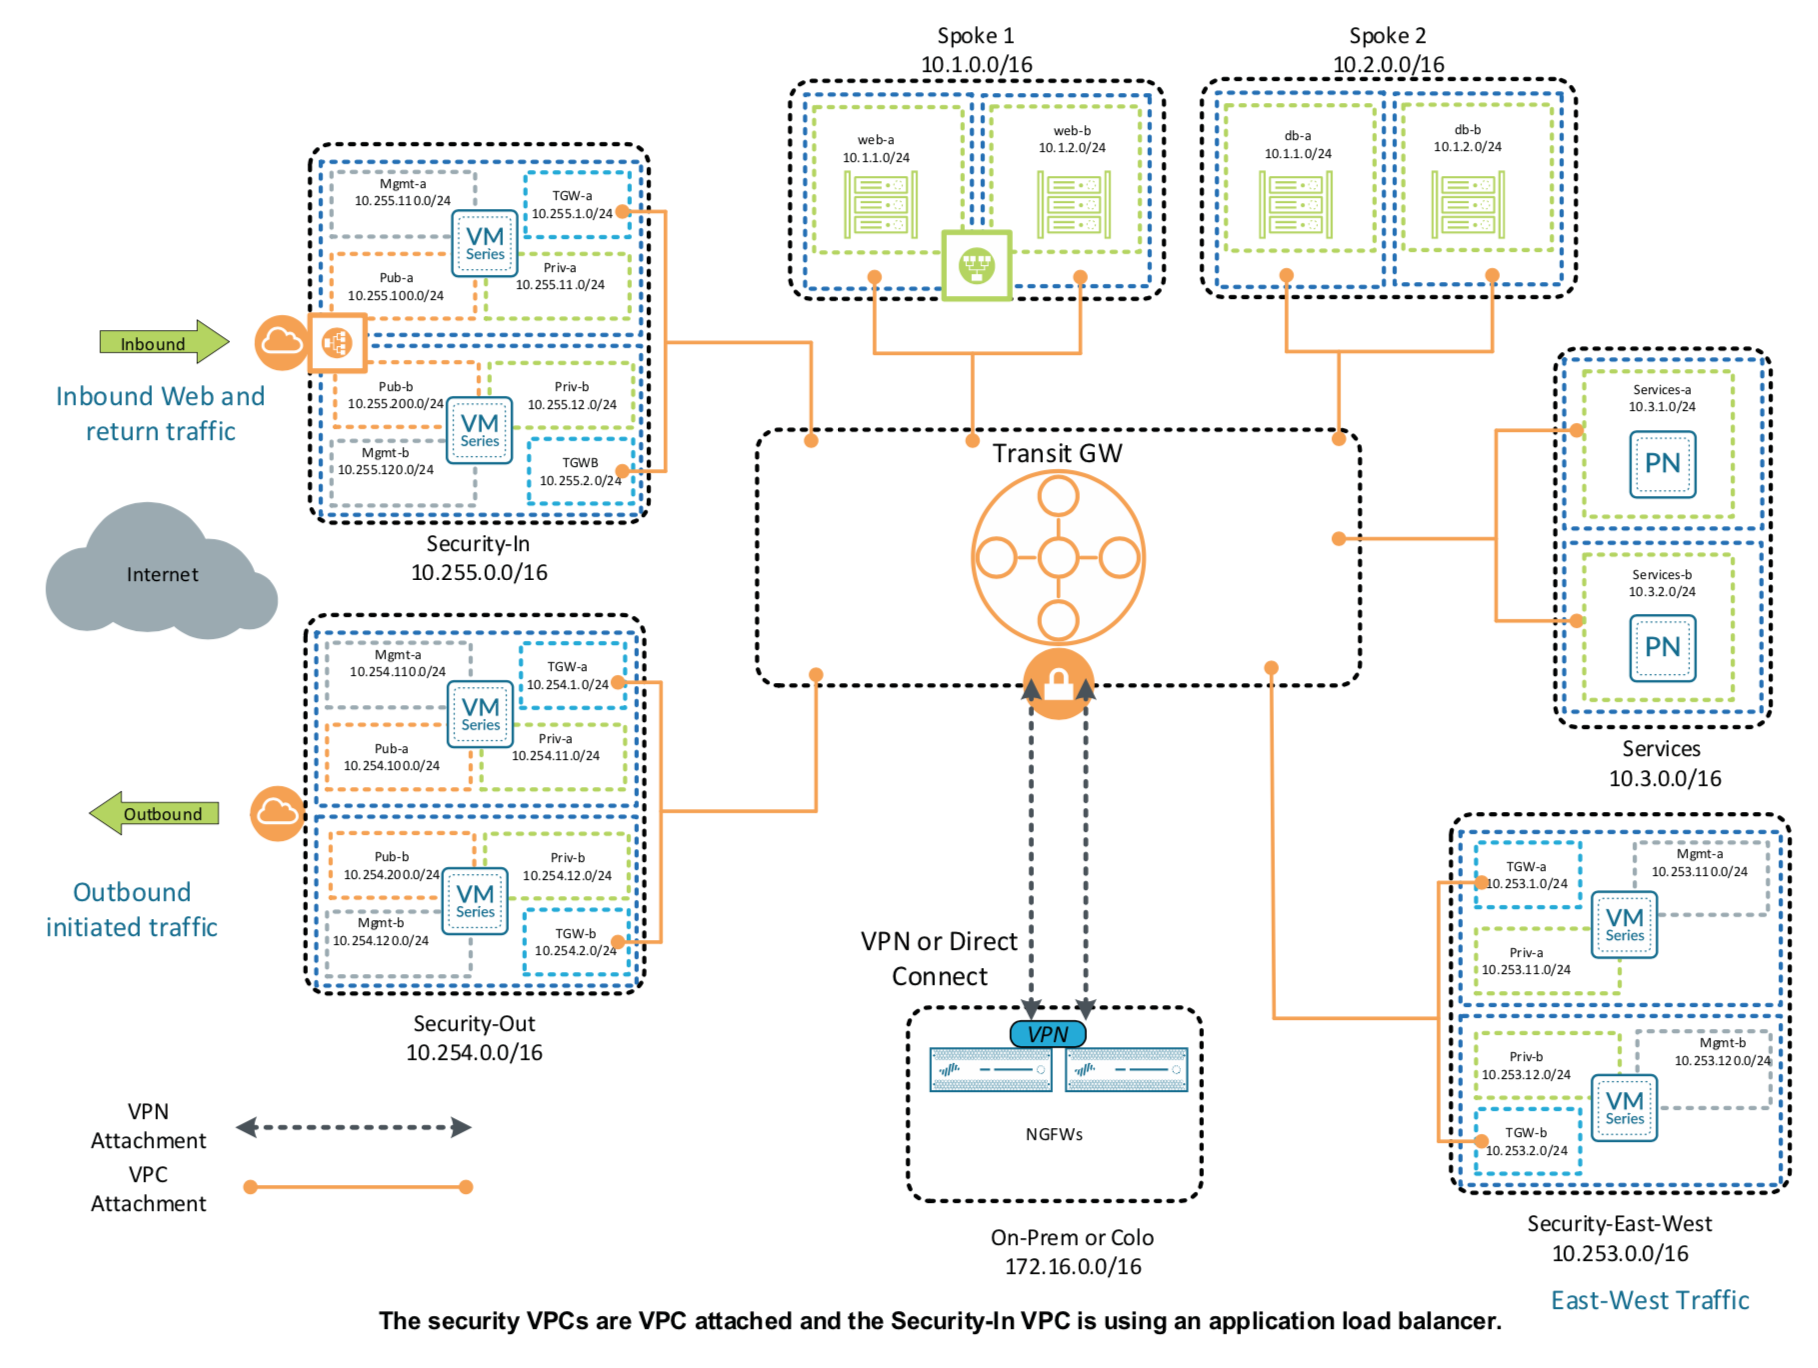 Spoke 1
10.1.0.0/16
web-a
10.1.1.0/24
web-b
10.1.2.0/24
Spoke 2
10.2.0.0/16
db-a
10.1.1.0/24
db-b
10.1.2.0/24
Mgmt-a
10.255.110.0/24
TGW-a
10.255.1.0/24
VM
Series
Pub-a
10.255.100.0/24
Priv-a
10.255.11.0/24
Pub-b
10.255.200.0/24
Priv-b
10.255.12.0/24
VM
Series
Mgmt-b
10.255.120.0/24
TGWB
10.255.2.0/24
Security-In
10.255.0.0/16
Inbound
Inbound Web and
return traffic
Internet
Transit GW
Services-a
10.3.1.0/24
PN
Services-b
10.3.2.0/24
PN
Services
10.3.0.0/16
Mgmt-a
10.254.110.0/24
TGW-a
10.254.1.0/24
VM
Series
Pub-a
10.254.100.0/24
Priv-a
10.254.11.0/24
Pub-b
10.254.200.0/24
Priv-b
10.254.12.0/24
VM
Series
Mgmt-b
10.254.120.0/24
TGW-b
10.254.2.0/24
Security-Out
10.254.0.0/16
Outbound
Outbound
initiated traffic
VPN or Direct
Connect
VPN
NGFWs
On-Prem or Colo
172.16.0.0/16
TGW-a
10.253.1.0/24
Mgmt-a
10.253.110.0/24
VM
Series
Priv-a
10.253.11.0/24
Priv-b
10.253.12.0/24
Mgmt-b
10.253.120.0/24
VM
Series
TGW-b
10.253.2.0/24
Security-East-West
10.253.0.0/16
East-West Traffic
VPN
Attachment
VPC
Attachment
The security VPCs are VPC attached and the Security-In VPC is using an application load balancer.